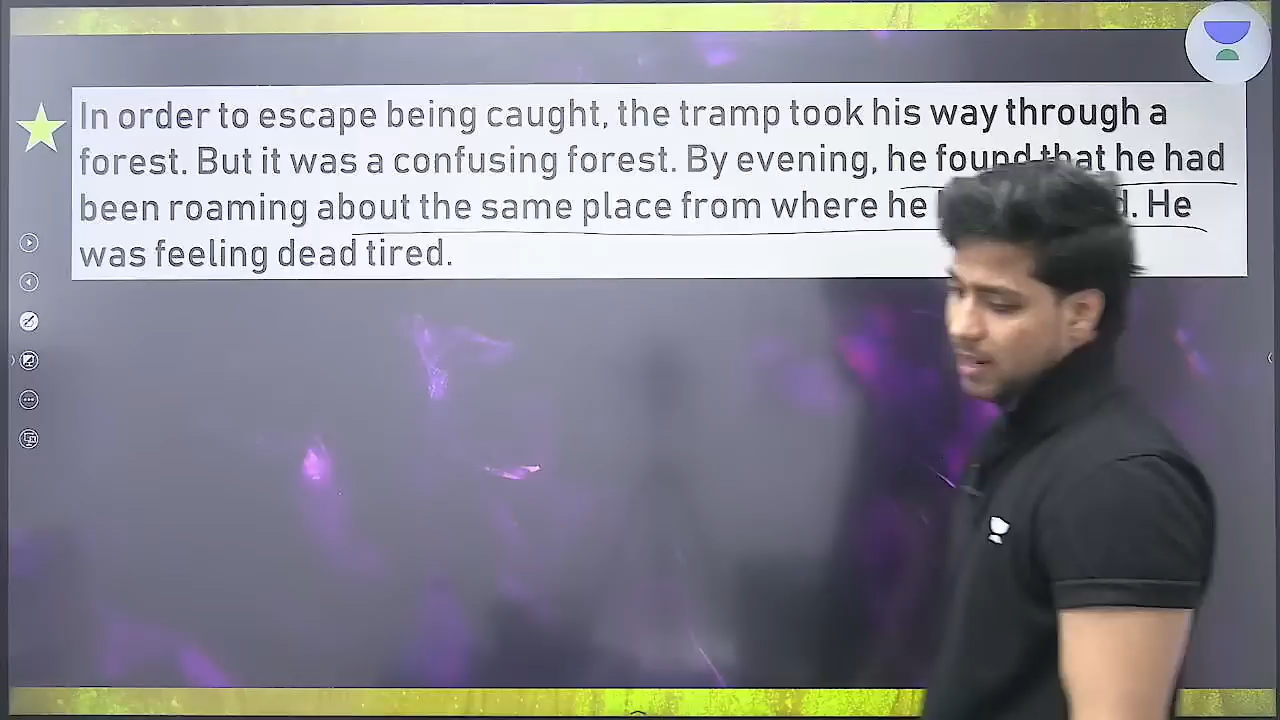 In order to escape being caught, the tramp took his way through a
forest. But it was a confusing forest. By evening, he found that he had
been roaming about the same place from where he . He
was feeling dead tired.